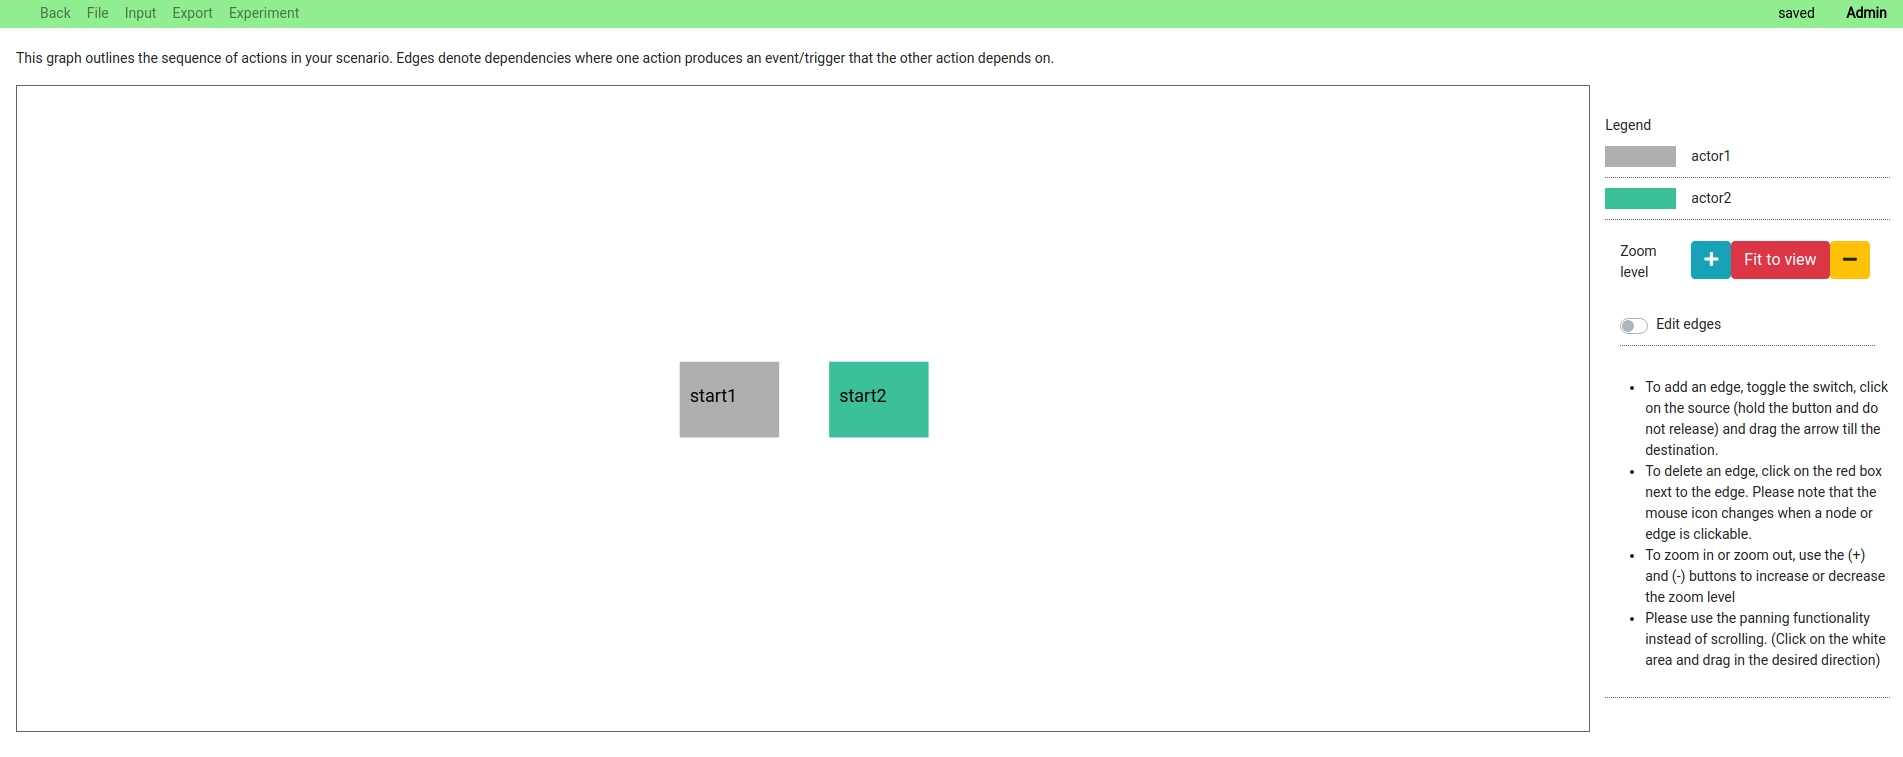 Back File Input Export Experiment saved Admin
This graph outlines the sequence of actions in your scenario. Edges denote dependencies where one action produces an event/trigger that the other action depends on.
Legend
actor1
actor2
Zoom
level
+ Fit to view −
Edit edges
start1 start2
• To add an edge, toggle the switch, click
on the source (hold the button and do
not release) and drag the arrow till the
destination.
• To delete an edge, click on the red box
next to the edge. Please note that the
mouse icon changes when a node or
edge is clickable.
• To zoom in or zoom out, use the (+)
and (-) buttons to increase or decrease
the zoom level
• Please use the panning functionality
instead of scrolling. (Click on the white
area and drag in the desired direction)